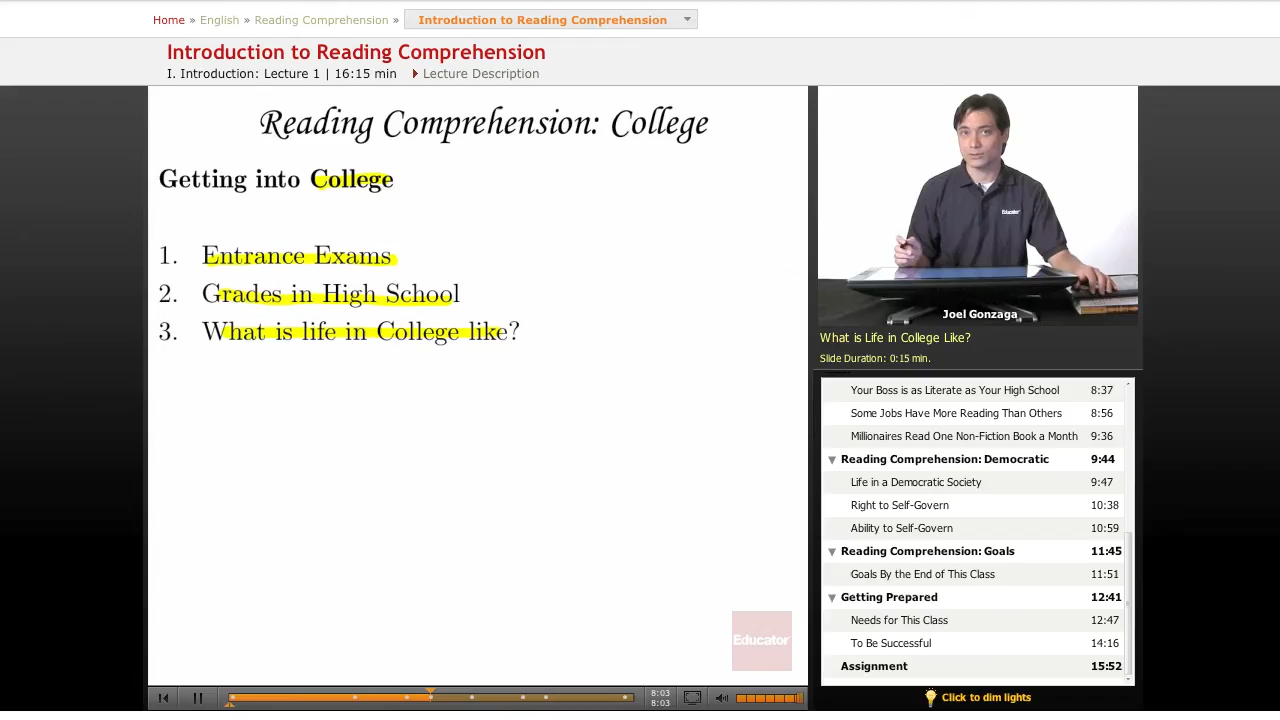 Home » English » Reading Comprehension » Introduction to Reading Comprehension
Introduction to Reading Comprehension
I. Introduction: Lecture 1 | 16:15 min Lecture Description
Reading Comprehension: College
Getting into College
1. Entrance Exams
2. Grades in High School
3. What is life in College like?
Educator
Educator
Joel Gonzaga
What is Life in College Like?
Slide Duration: 0:15 min.
Your Boss is as Literate as Your High School 8:37
Some Jobs Have More Reading Than Others 8:56
Millionaires Read One Non-Fiction Book a Month 9:36
Reading Comprehension: Democratic 9:44
Life in a Democratic Society 9:47
Right to Self-Govern 10:38
Ability to Self-Govern 10:59
Reading Comprehension: Goals 11:45
Goals By the End of This Class 11:51
Getting Prepared 12:41
Needs for This Class 12:47
To Be Successful 14:16
Assignment 15:52
8:03
8:03
Click to dim lights